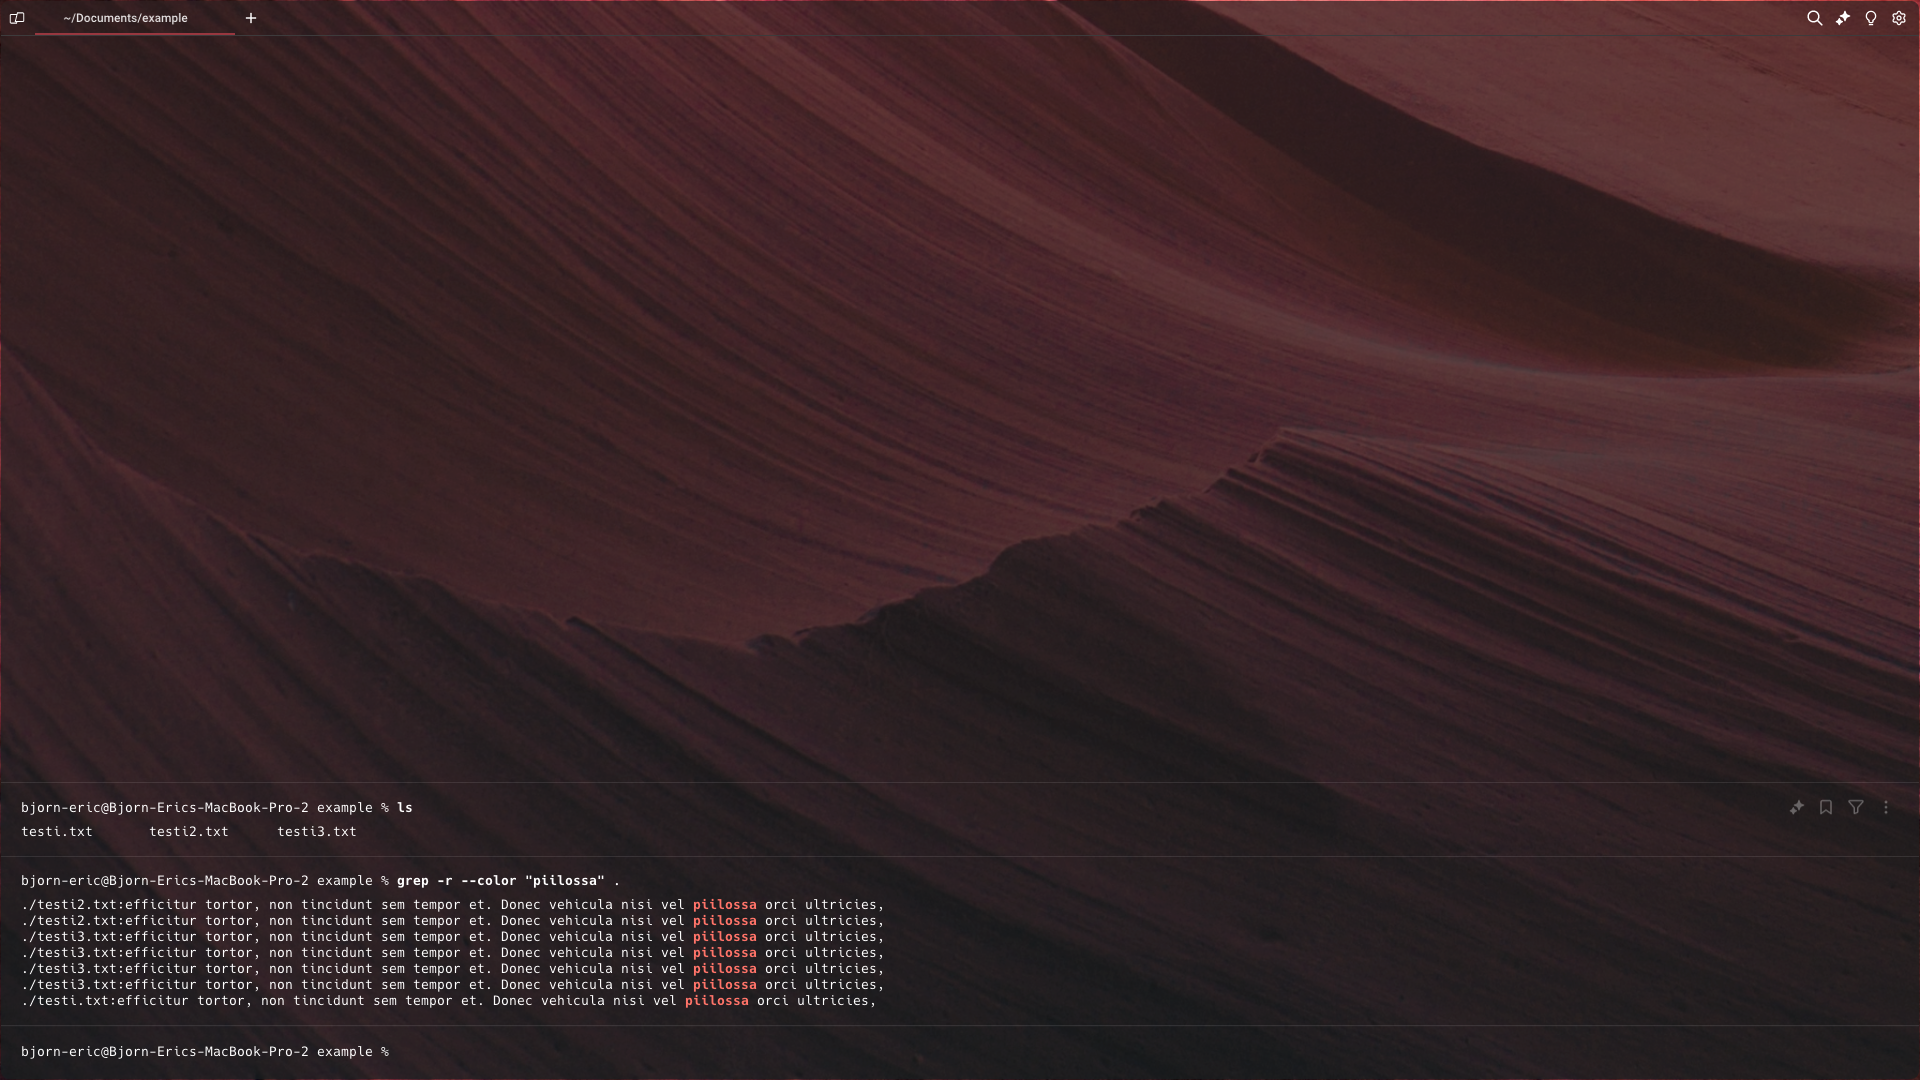 ~/Documents/example
bjorn-eric@Bjorn-Erics-MacBook-Pro-2 example % ls
testi.txt testi2.txt testi3.txt
bjorn-eric@Bjorn-Erics-MacBook-Pro-2 example % grep -r --color "piilossa" .
./testi2.txt:efficitur tortor, non tincidunt sem tempor et. Donec vehicula nisi vel piilossa orci ultricies,
./testi2.txt:efficitur tortor, non tincidunt sem tempor et. Donec vehicula nisi vel piilossa orci ultricies,
./testi3.txt:efficitur tortor, non tincidunt sem tempor et. Donec vehicula nisi vel piilossa orci ultricies,
./testi3.txt:efficitur tortor, non tincidunt sem tempor et. Donec vehicula nisi vel piilossa orci ultricies,
./testi3.txt:efficitur tortor, non tincidunt sem tempor et. Donec vehicula nisi vel piilossa orci ultricies,
./testi3.txt:efficitur tortor, non tincidunt sem tempor et. Donec vehicula nisi vel piilossa orci ultricies,
./testi.txt:efficitur tortor, non tincidunt sem tempor et. Donec vehicula nisi vel piilossa orci ultricies,
bjorn-eric@Bjorn-Erics-MacBook-Pro-2 example %